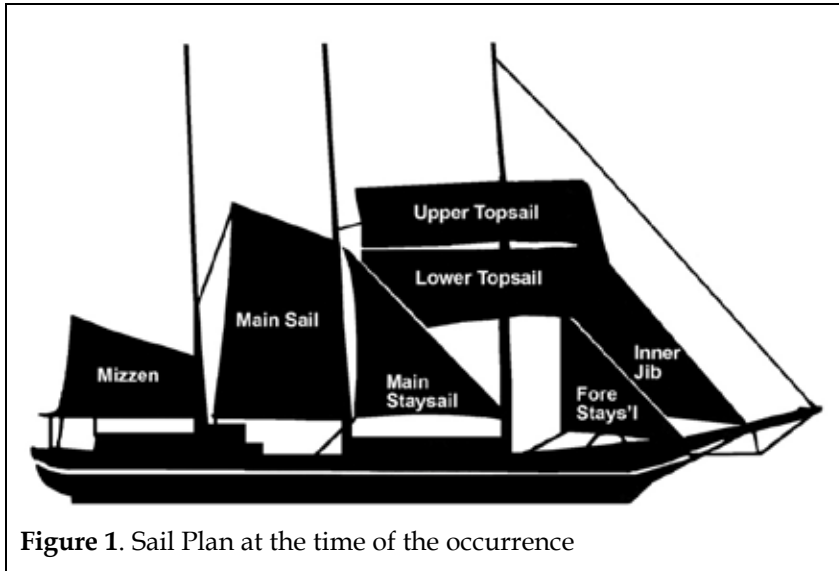 Upper Topsail
Lower Topsail
Main Sail
Mizzen
Main
Staysail
Inner
Jib
Fore
Stays'l
Figure 1. Sail Plan at the time of the occurrence